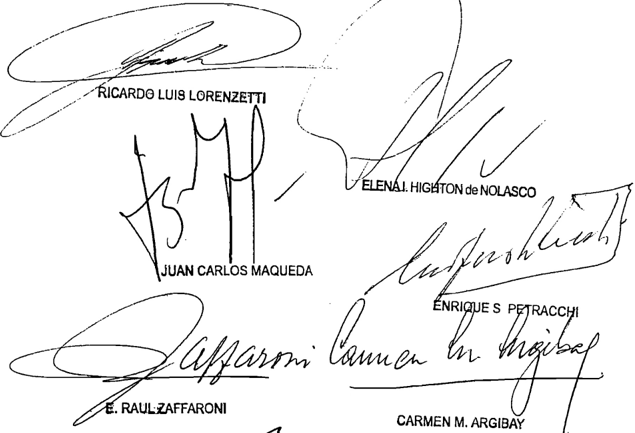 RICARDO LUIS LORENZETTI
ELENA I. HIGHTON de NOLASCO
JUAN CARLOS MAQUEDA
ENRIQUE S PETRACCHI
Zaffaroni Carmen M Argibay
E. RAUL ZAFFARONI
CARMEN M. ARGIBAY